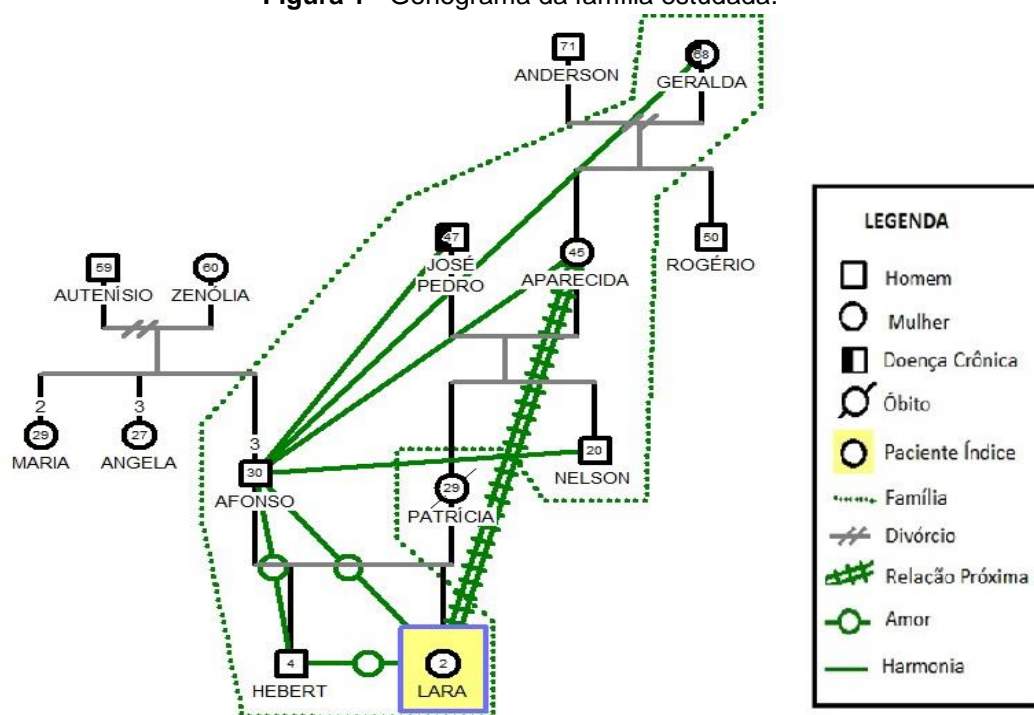 Figura 1 - Genograma da família estudada.
71
ANDERSON
68
GERALDA
47
JOSÉ
PEDRO
45
APARECIDA
50
ROGÉRIO
59
AUTENÍSIO
60
ZENÓLIA
2
29
MARIA
3
27
ANGELA
3
30
AFONSO
29
PATRÍCIA
20
NELSON
4
HEBERT
2
LARA
LEGENDA
Homem
Mulher
Doença Crônica
Óbito
Paciente Índice
Família
Divórcio
Relação Próxima
Amor
Harmonia